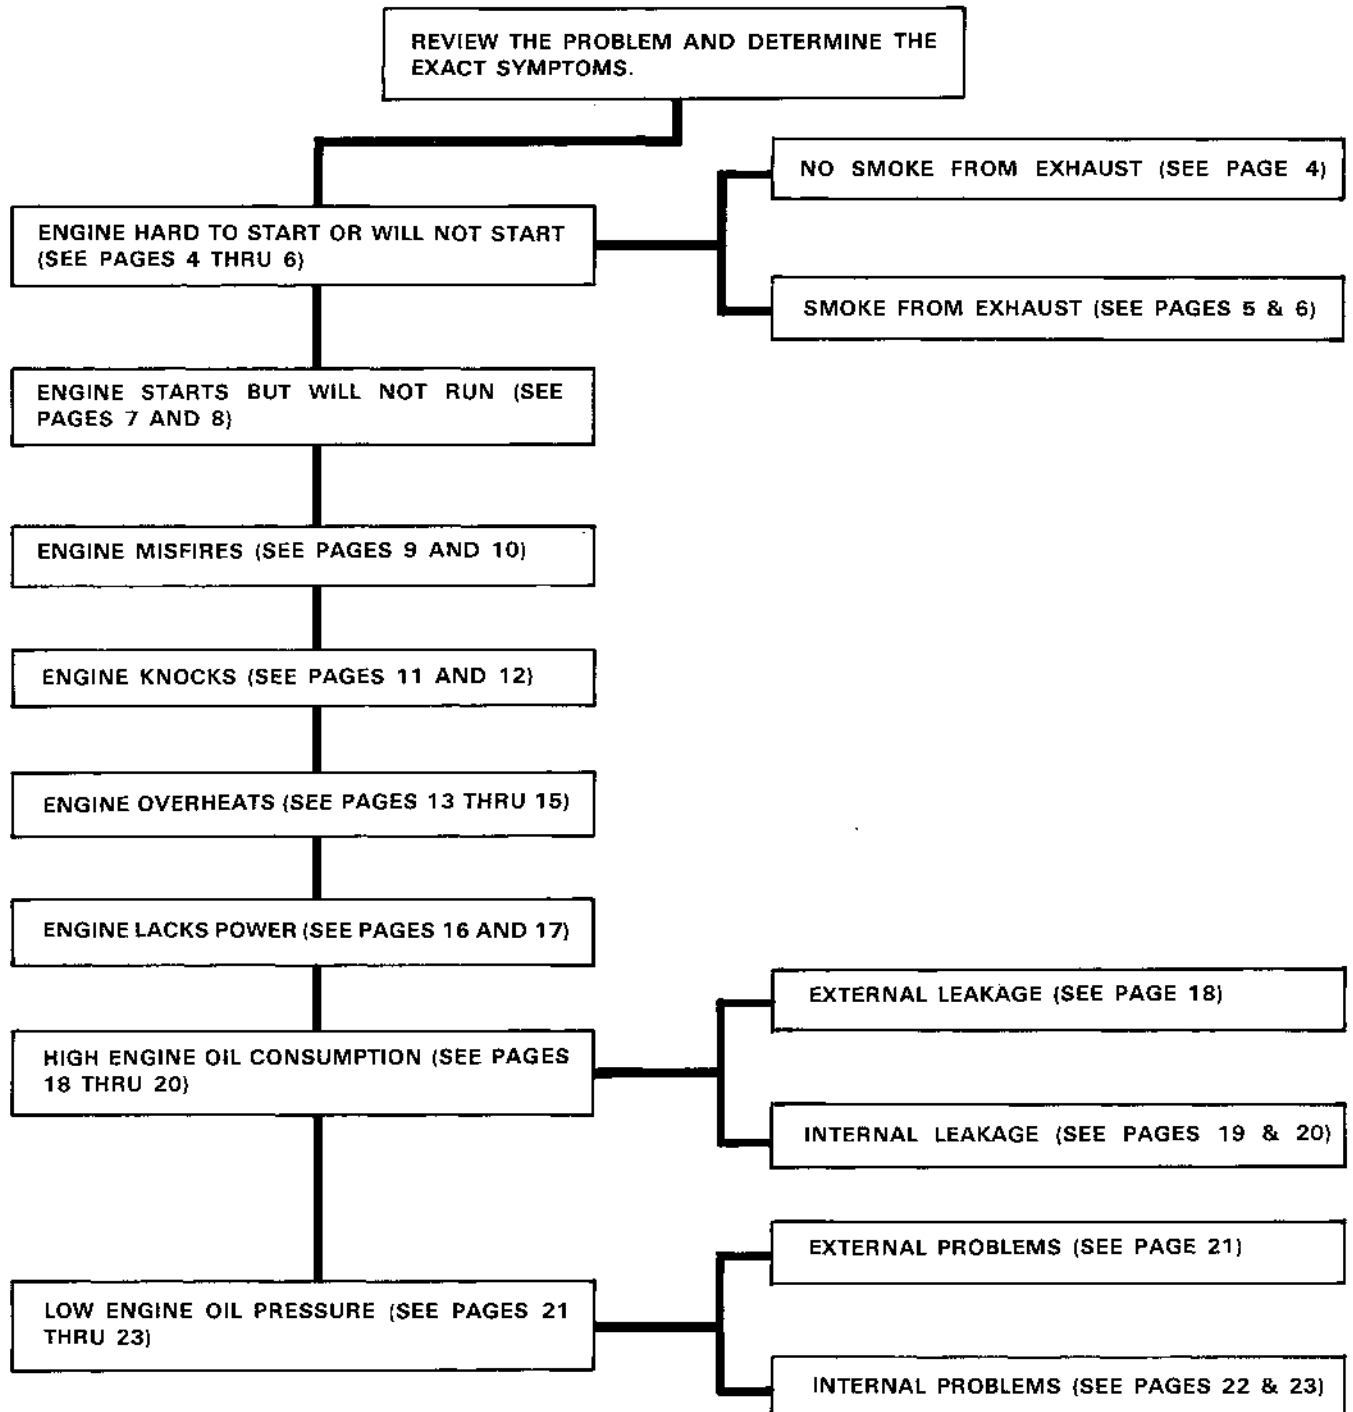 REVIEW THE PROBLEM AND DETERMINE THE
EXACT SYMPTOMS.
NO SMOKE FROM EXHAUST (SEE PAGE 4)
ENGINE HARD TO START OR WILL NOT START
(SEE PAGES 4 THRU 6)
SMOKE FROM EXHAUST (SEE PAGES 5 & 6)
ENGINE STARTS BUT WILL NOT RUN (SEE
PAGES 7 AND 8)
ENGINE MISFIRES (SEE PAGES 9 AND 10)
ENGINE KNOCKS (SEE PAGES 11 AND 12)
ENGINE OVERHEATS (SEE PAGES 13 THRU 15)
ENGINE LACKS POWER (SEE PAGES 16 AND 17)
EXTERNAL LEAKAGE (SEE PAGE 18)
HIGH ENGINE OIL CONSUMPTION (SEE PAGES
18 THRU 20)
INTERNAL LEAKAGE (SEE PAGES 19 & 20)
EXTERNAL PROBLEMS (SEE PAGE 21)
LOW ENGINE OIL PRESSURE (SEE PAGES 21
THRU 23)
INTERNAL PROBLEMS (SEE PAGES 22 & 23)